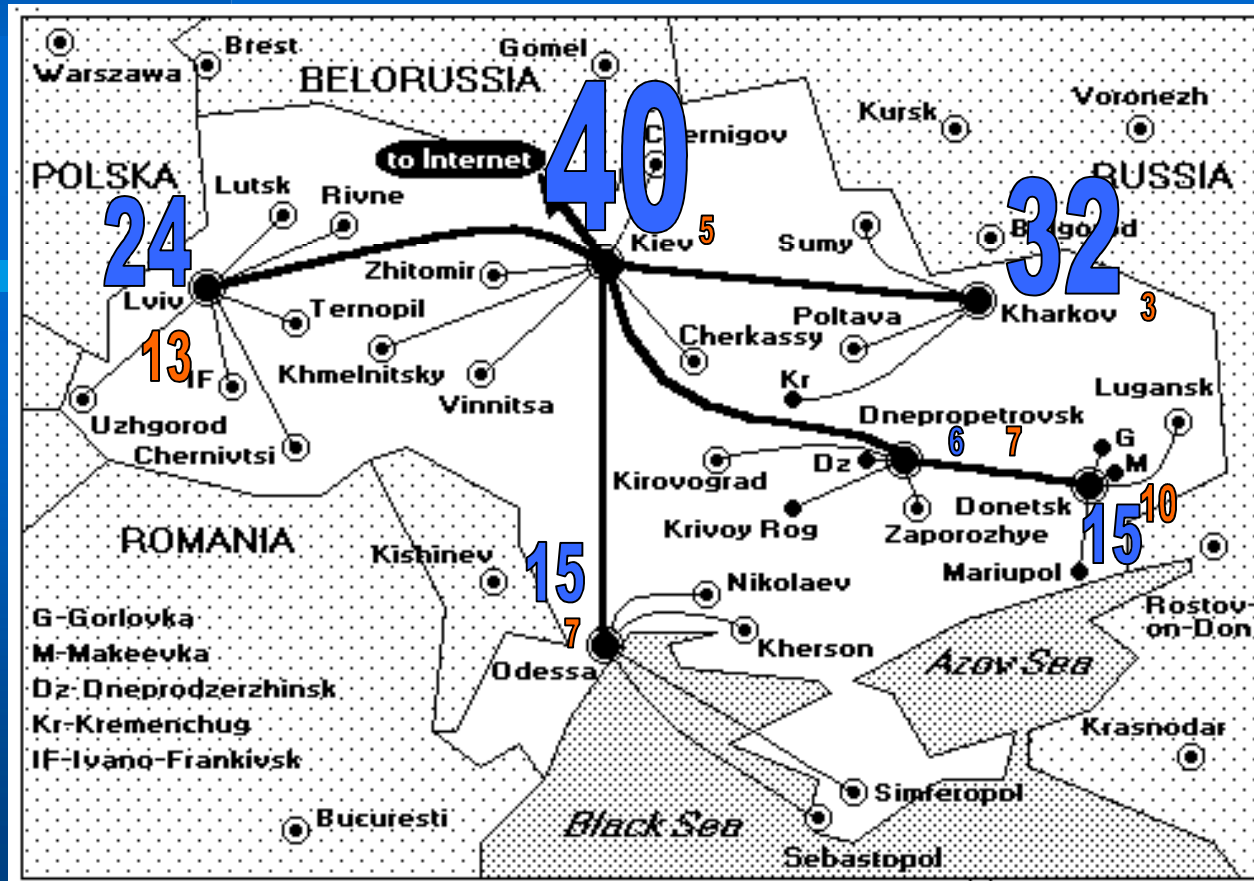 Brest
Gomel
Warszawa
BELORUSSIA
Voronezh
Kursk
40
Chernigov
to Internet
POLSKA
RUSSIA
Lutsk
Rivne
32
24
Kiev 5
Sumy
Belgorod
Zhitomir
Lviv
Ternopil
Poltava
Kharkov 3
Cherkassy
13
IF
Khmelnitsky
Kr
Lugansk
Vinnitsa
Dnepropetrovsk
Uzhgorod
6 7
G
Chernivtsi
Dz
M
Kirovograd
Donetsk
10
Krivoy Rog
Zaporozhye
15
ROMANIA
Kishinev
15
Nikolaev
Mariupol
Rostov-
on-Don
G-Gorlovka
7
Kherson
M-Makeevka
Odessa
Azov Sea
Dz-Dneprodzerzhinsk
Kr-Kremenchug
Krasnodar
IF-Ivano-Frankivsk
Simferopol
Bucuresti
Black Sea
Sebastopol